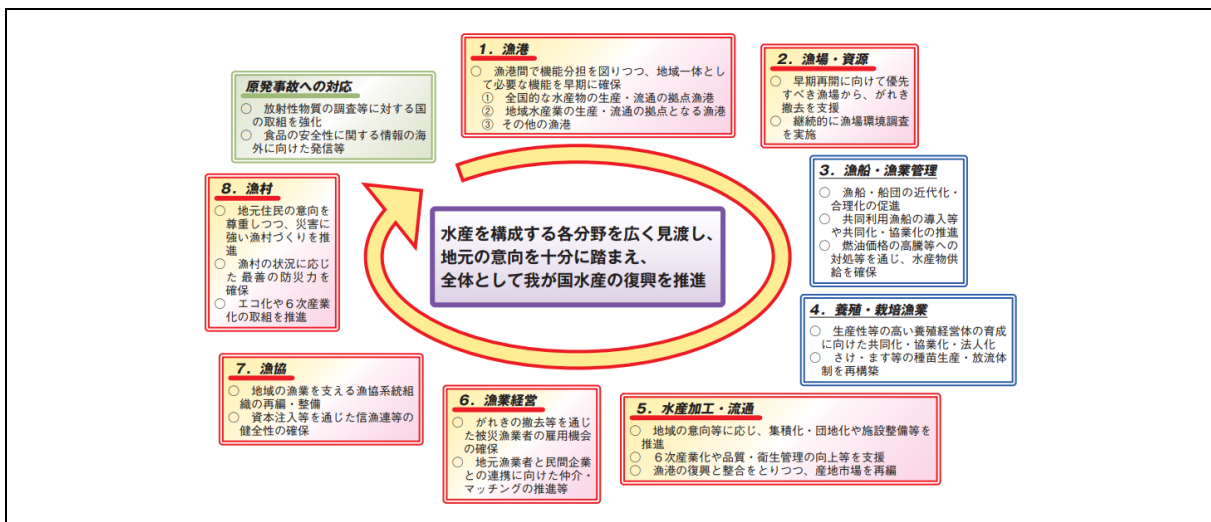 1．漁港
○　漁港間で機能分担を図りつつ、地域一体とし
て必要な機能を早期に確保
①　全国的な水産物の生産・流通の拠点漁港
②　地域水産業の生産・流通の拠点となる漁港
③　その他の漁港
2．漁場・資源
○　早期再開に向けて優先
すべき漁場から、がれき
撤去を支援
○　継続的に漁場環境調査
を実施
3．漁船・漁業管理
○　漁船・船団の近代化・
合理化の促進
○　共同利用漁船の導入等
や共同化・協業化の推進
○　燃油価格の高騰等への
対処等を通じ、水産物供
給を確保
4．養殖・栽培漁業
○　生産性等の高い養殖経営体の育成
に向けた共同化・協業化・法人化
○　さけ・ます等の種苗生産・放流体
制を再構築
5．水産加工・流通
○　地域の意向等に応じ、集積化・団地化や施設整備等を
推進
○　６次産業化や品質・衛生管理の向上等を支援
○　漁港の復興と整合をとりつつ、産地市場を再編
6．漁業経営
○　がれきの撤去等を通じ
た被災漁業者の雇用機会
の確保
○　地元漁業者と民間企業
との連携に向けた仲介・
マッチングの推進等
7．漁協
○　地域の漁業を支える漁協系統組
織の再編・整備
○　資本注入等を通じた信漁連等の
健全性の確保
8．漁村
○　地元住民の意向を
尊重しつつ、災害に
強い漁村づくりを推
進
○　漁村の状況に応じ
た 最善の防災力を
確保
○　エコ化や６次産業
化の取組を推進
原発事故への対応
○　放射性物質の調査等に対する国
の取組を強化
○　食品の安全性に関する情報の海
外に向けた発信等
水産を構成する各分野を広く見渡し、
地元の意向を十分に踏まえ、
全体として我が国水産の復興を推進